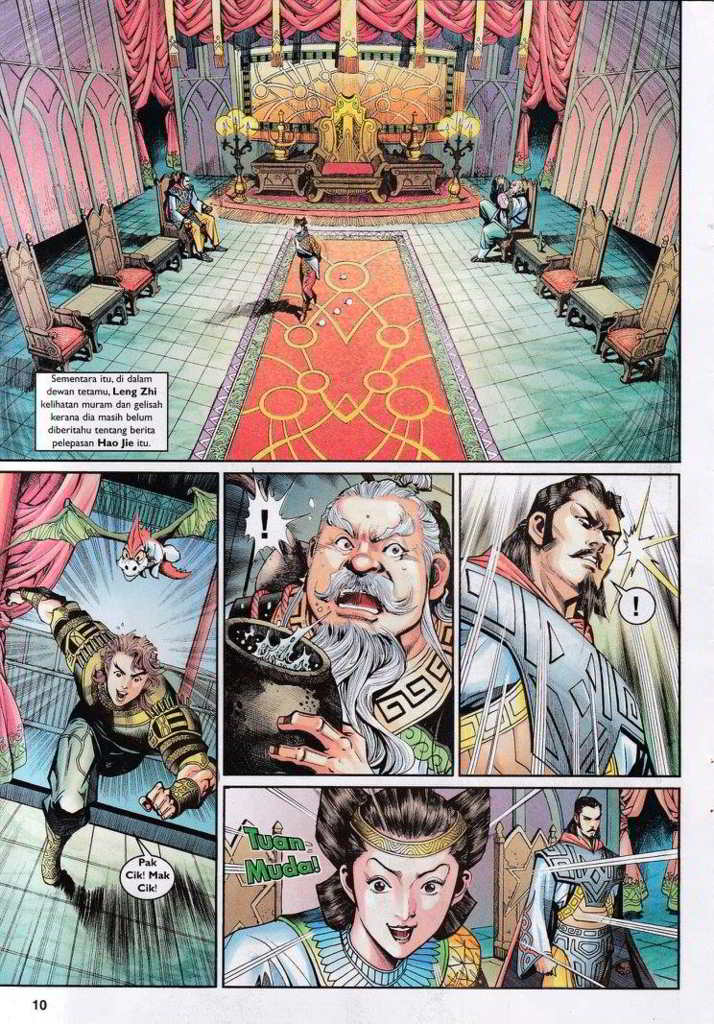 Sementara itu, di dalam
dewan tetamu, Leng Zhi
kelihatan muram dan gelisah
kerana dia masih belum
diberitahu tentang berita
pelepasan Hao Jie itu.
!
!
Pak
Cik! Mak
Cik!
Tuan
Muda!
10